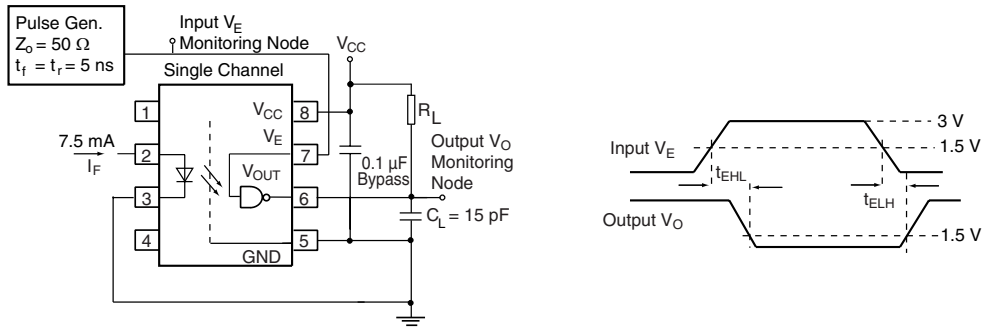 Pulse Gen.
Zo = 50 Ω
tf = tr = 5 ns
Input VE
Monitoring Node
VCC
Single Channel
1
VCC
8
RL
7.5 mA
IF
2
VE
7
0.1 µF
Bypass
Output VO
Monitoring
Node
3
VOUT
6
CL = 15 pF
4
5
GND
3 V
Input VE
1.5 V
tEHL
tELH
Output VO
1.5 V